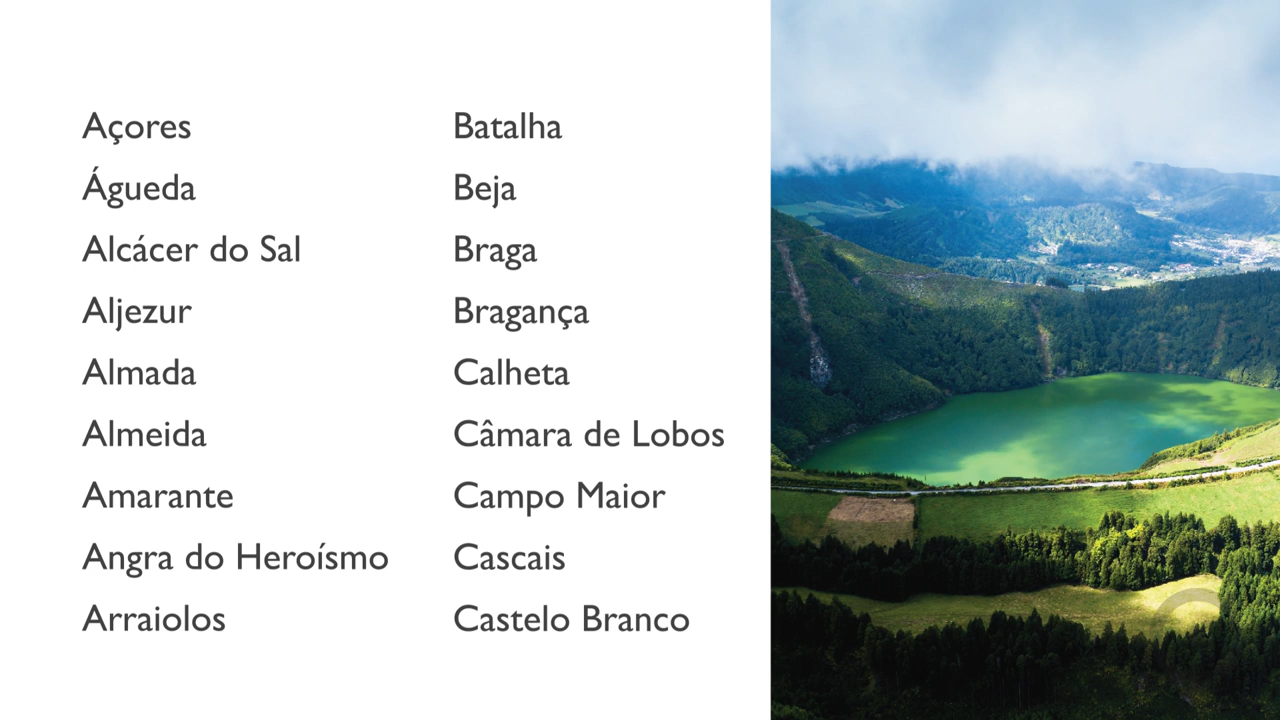 Açores
Águeda
Alcácer do Sal
Aljezur
Almada
Almeida
Amarante
Angra do Heroísmo
Arraiolos
Batalha
Beja
Braga
Bragança
Calheta
Câmara de Lobos
Campo Maior
Cascais
Castelo Branco